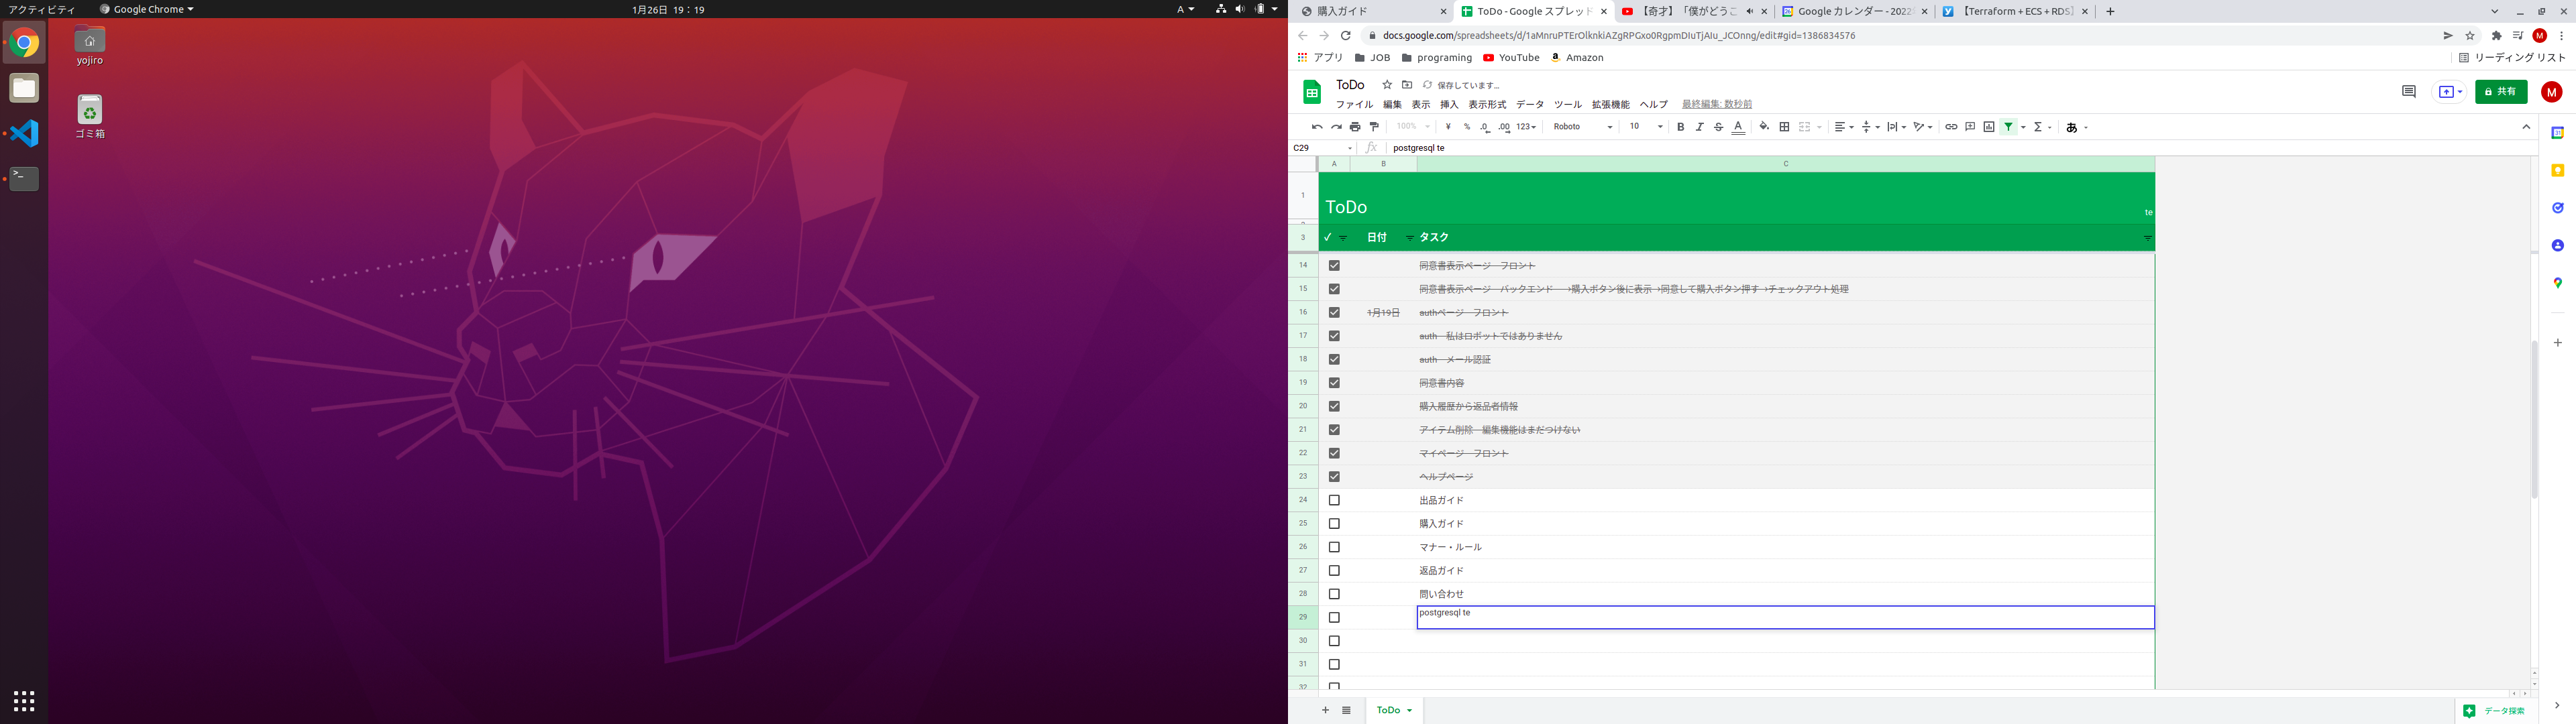 アクティビティ
Google Chrome
1月26日 19：19
A
yojiro
ゴミ箱
購入ガイド
ToDo - Google スプレッド
【奇才】「僕がどうこ
Google カレンダー - 2022
【Terraform + ECS + RDS】
docs.google.com/spreadsheets/d/1aMnruPTErOlknkiAZgRPGxo0RgpmDIuTjAIu_JCOnng/edit#gid=1386834576
M
アプリ
JOB
programing
YouTube
Amazon
リーディング リスト
ToDo
保存しています...
ファイル 編集 表示 挿入 表示形式 データ ツール 拡張機能 ヘルプ
最終編集: 数秒前
共有
M
100%
¥ % .0 .00 123
Roboto
10
B I S A
Σ
あ
C29
fx
postgresql te
A B C
1
ToDo
te
3
✓ 日付 タスク
14 同意書表示ページ　フロント
15 同意書表示ページ　バックエンド　→購入ボタン後に表示→同意して購入ボタン押す→チェックアウト処理
16 1月19日 authページ　フロント
17 auth　私はロボットではありません
18 auth　メール認証
19 同意書内容
20 購入履歴から返品者情報
21 アイテム削除　編集機能はまだつけない
22 マイページ　フロント
23 ヘルプページ
24 出品ガイド
25 購入ガイド
26 マナー・ルール
27 返品ガイド
28 問い合わせ
29 postgresql te
30
31
32
ToDo
データ探索